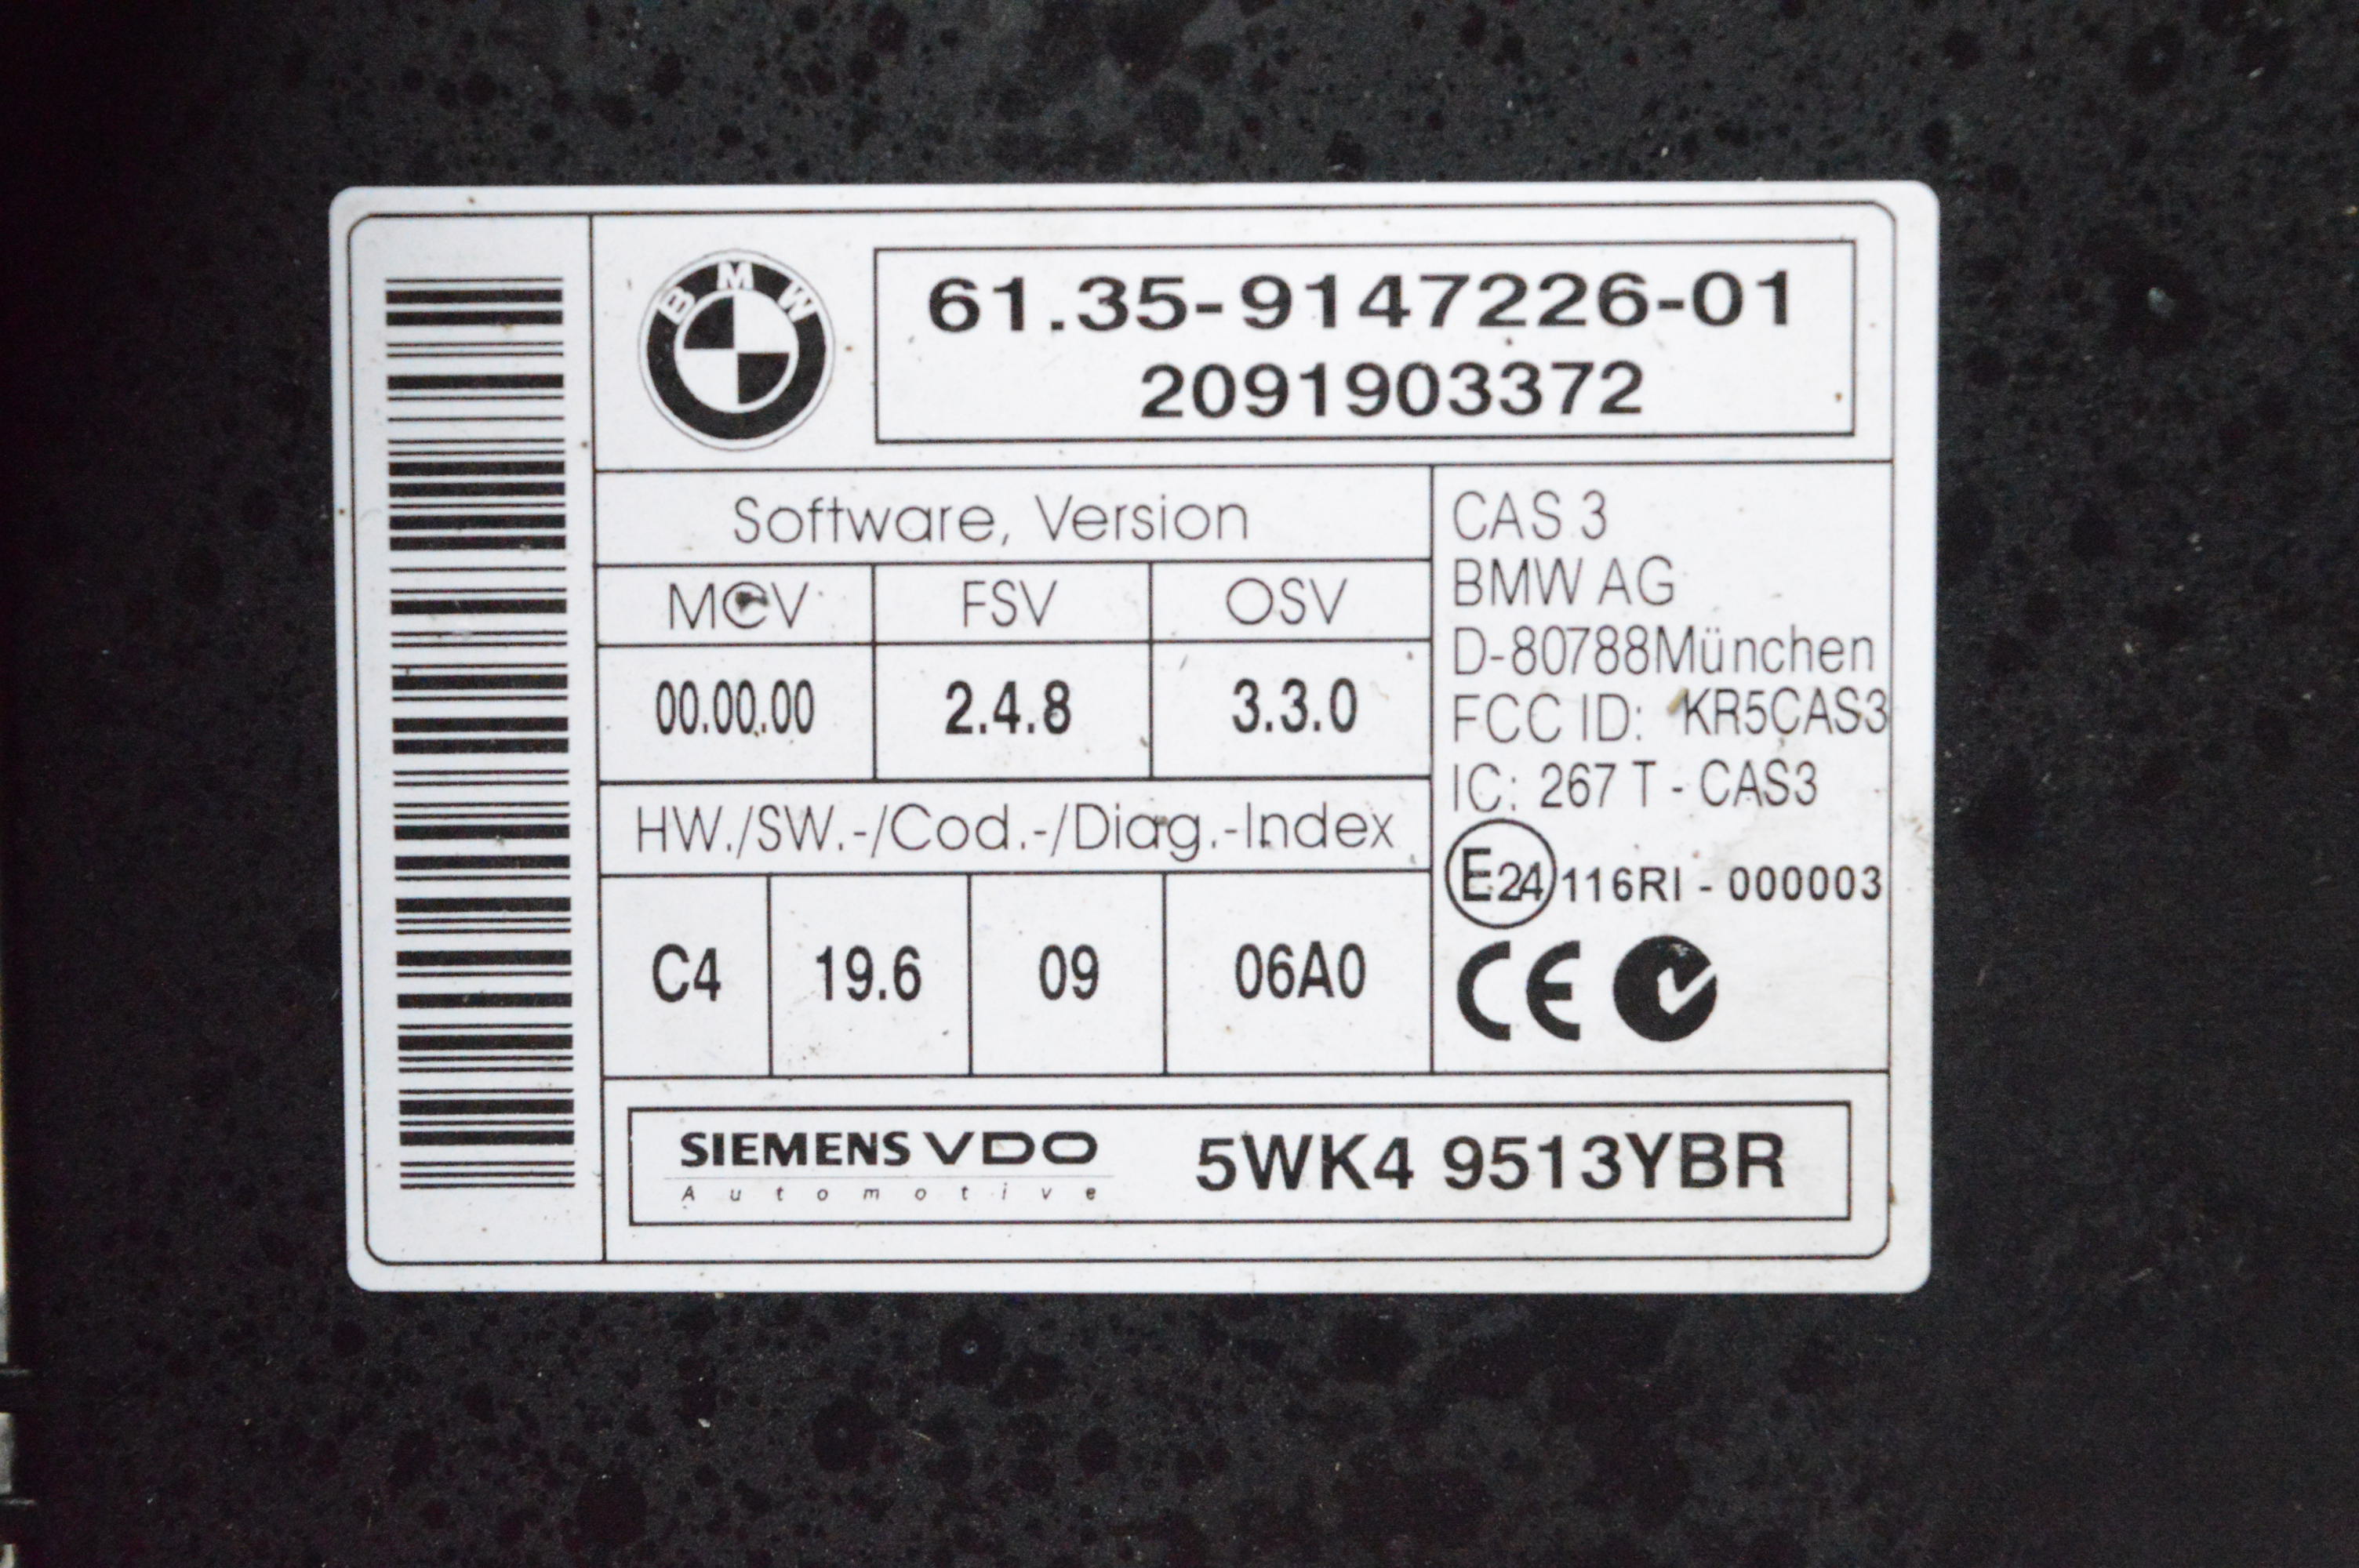 BMW
61.35-9147226-01
2091903372
Software, Version
MCV FSV OSV
00.00.00 2.4.8 3.3.0
HW./SW.-/Cod.-/Diag.-Index
C4 19.6 09 06A0
CAS 3
BMW AG
D-80788München
FCC ID: KR5CAS3
IC: 267 T - CAS3
E24 116RI - 000003
CE
SIEMENS VDO
Automotive
5WK4 9513YBR